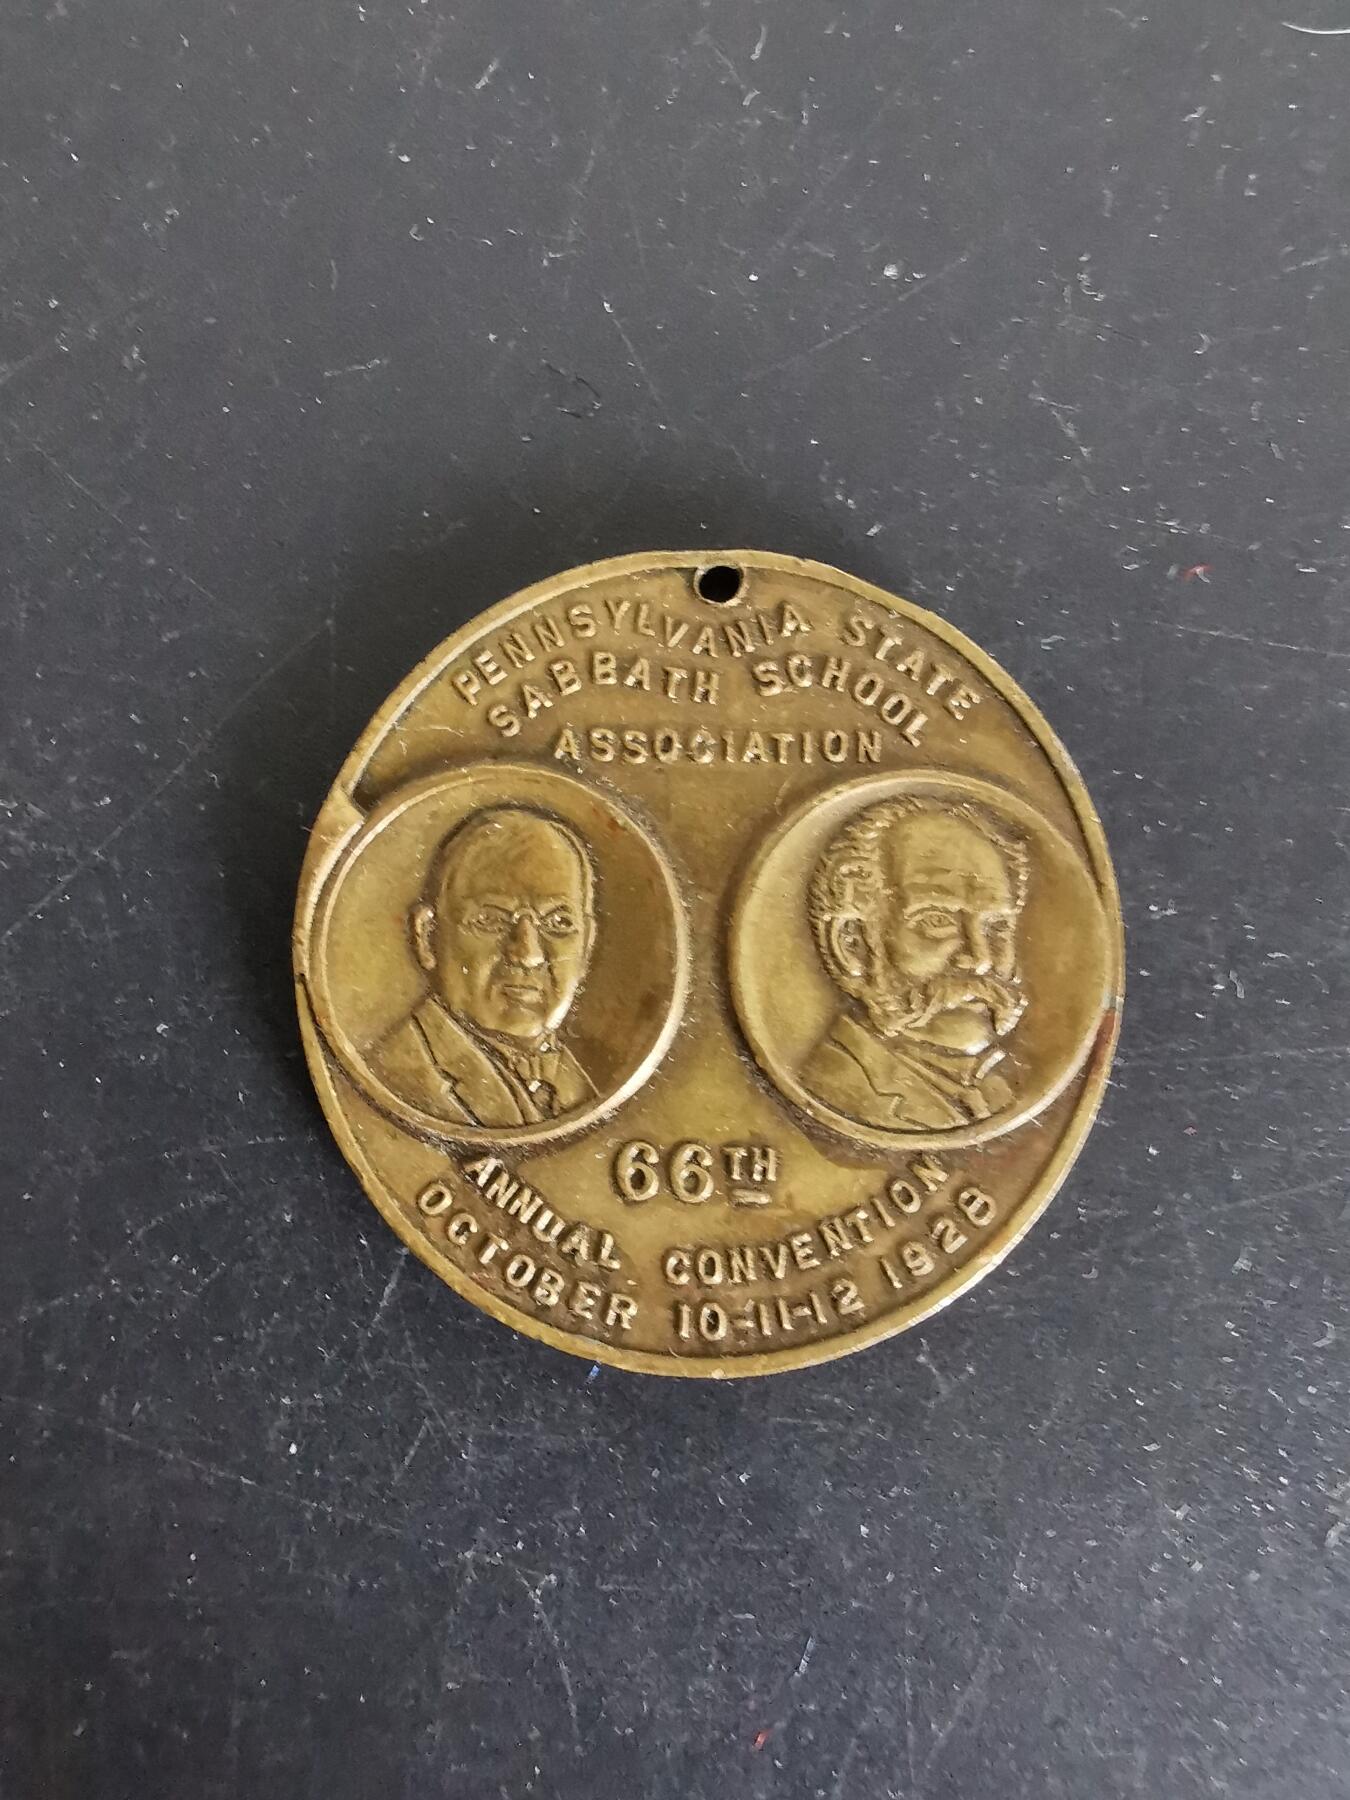 PENNSYLVANIA STATE
SABBATH SCHOOL
ASSOCIATION
66TH
ANNUAL CONVENTION
OCTOBER 10-11-12 1928